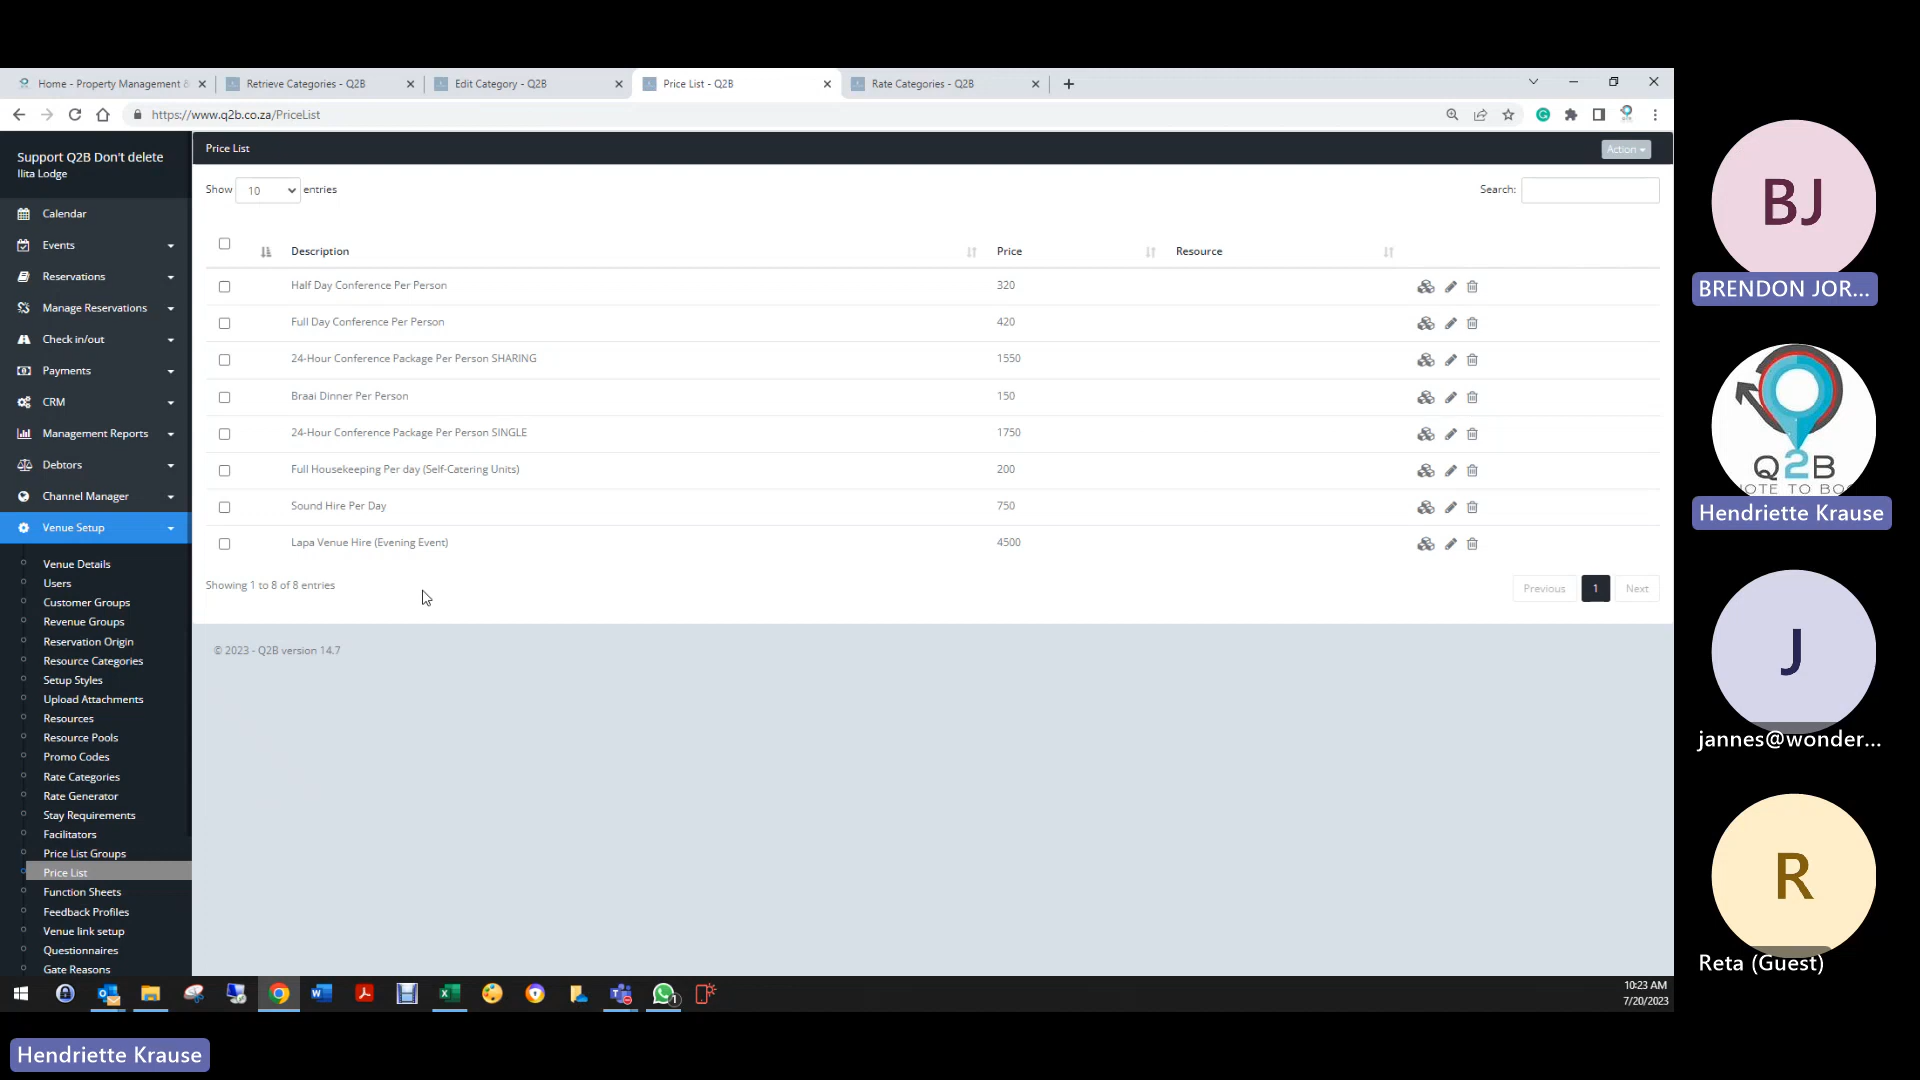 Home - Property Management &
Retrieve Categories - Q2B
Edit Category - Q2B
Price List - Q2B
Rate Categories - Q2B
https://www.q2b.co.za/PriceList
Support Q2B Don't delete
Ilita Lodge
Calendar
Events
Reservations
Manage Reservations
Check in/out
Payments
CRM
Management Reports
Debtors
Channel Manager
Venue Setup
Venue Details
Users
Customer Groups
Revenue Groups
Reservation Origin
Resource Categories
Setup Styles
Upload Attachments
Resources
Resource Pools
Promo Codes
Rate Categories
Rate Generator
Stay Requirements
Facilitators
Price List Groups
Price List
Function Sheets
Feedback Profiles
Venue link setup
Questionnaires
Gate Reasons
Price List
Action
Show 10 entries
Search:
Description Price Resource
Half Day Conference Per Person 320
Full Day Conference Per Person 420
24-Hour Conference Package Per Person SHARING 1550
Braai Dinner Per Person 150
24-Hour Conference Package Per Person SINGLE 1750
Full Housekeeping Per day (Self-Catering Units) 200
Sound Hire Per Day 750
Lapa Venue Hire (Evening Event) 4500
Showing 1 to 8 of 8 entries
Previous 1 Next
© 2023 - Q2B version 14.7
1
10:23 AM
7/20/2023
BJ
BRENDON JOR...
Q2B
Hendriette Krause
J
jannes@wonder...
R
Reta (Guest)
Hendriette Krause